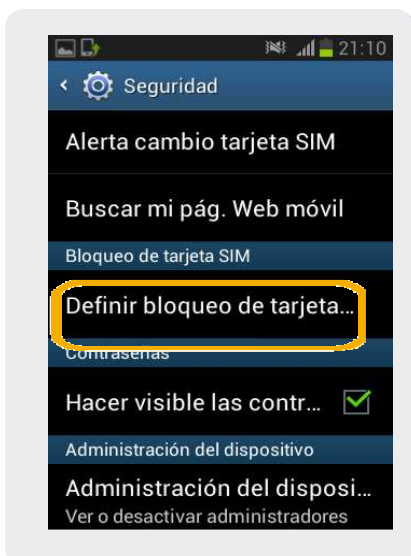 21:10
Seguridad
Alerta cambio tarjeta SIM
Buscar mi pág. Web móvil
Bloqueo de tarjeta SIM
Definir bloqueo de tarjeta...
Contraseñas
Hacer visible las contr...
Administración del dispositivo
Administración del disposi...
Ver o desactivar administradores